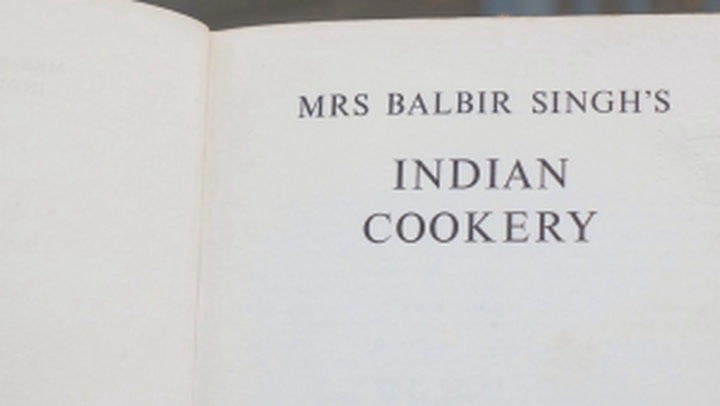 MRS BALBIR SINGH'S
INDIAN
COOKERY